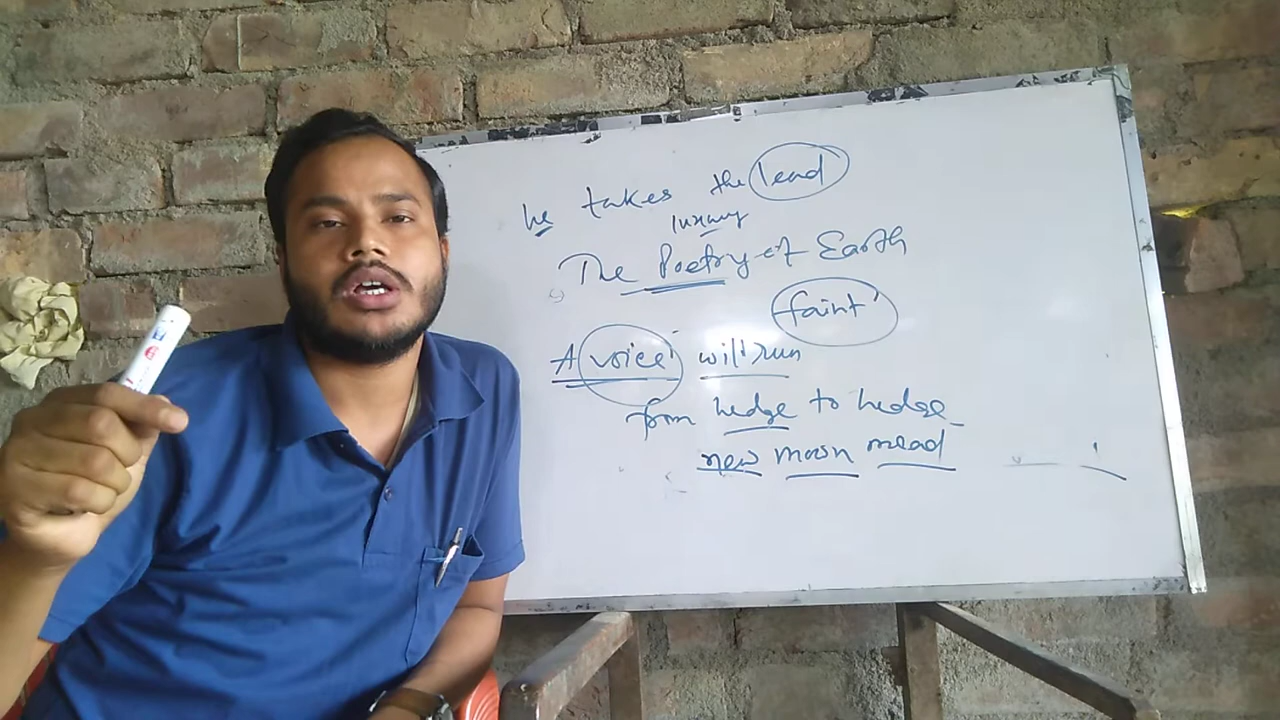 he takes the lead
luxury
The Poetry of Earth
faint
A voice will run
from hedge to hedge
new moon mead